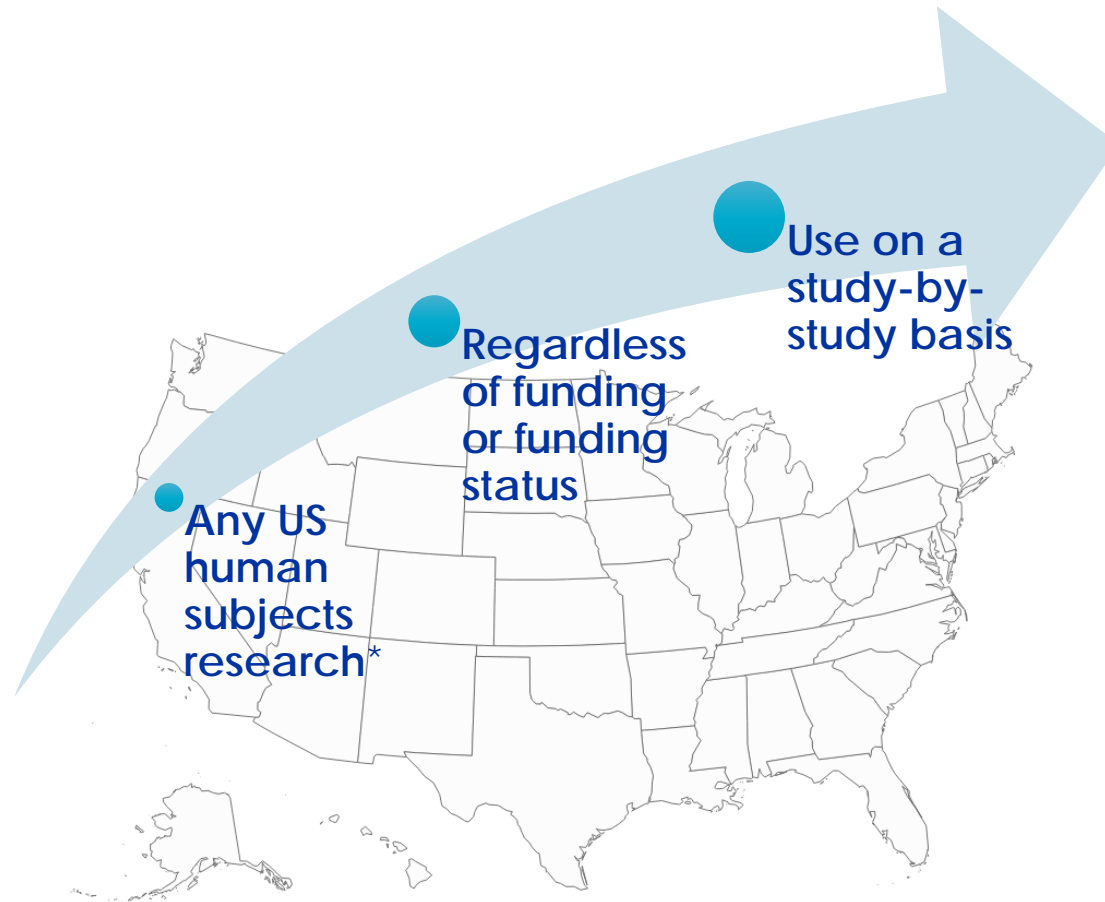 Any US
human
subjects
research*
Regardless
of funding
or funding
status
Use on a
study-by-
study basis